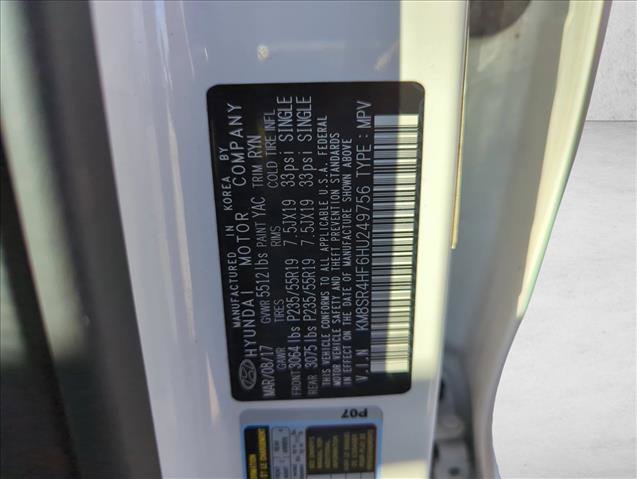 MANUFACTURED IN KOREA BY
HYUNDAI MOTOR COMPANY
MAR/08/17 GVWR 5512 lbs PAINT YAC TRIM RYN
GAWR TIRES RIMS COLD TIRE INFL
FRONT 3064 lbs P235/55R19 7.5JX19 33psi SINGLE
REAR 3075 lbs P235/55R19 7.5JX19 33psi SINGLE
THIS VEHICLE CONFORMS TO ALL APPLICABLE U.S.A. FEDERAL
MOTOR VEHICLE SAFETY AND THEFT PREVENTION STANDARDS
IN EFFECT ON THE DATE OF MANUFACTURE SHOWN ABOVE
V.I.N KM8SR4HF6HU249756 TYPE : MPV
P07